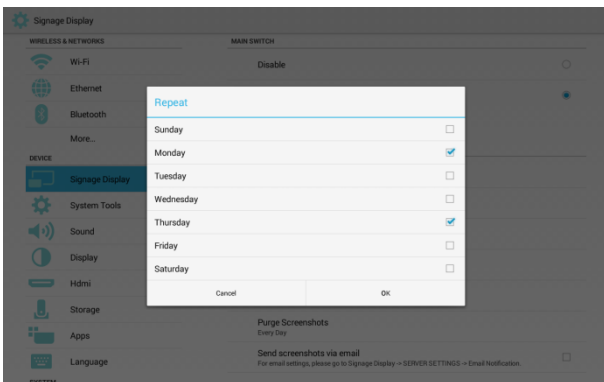 Signage Display
WIRELESS & NETWORKS
MAIN SWITCH
Wi-Fi
Disable
Ethernet
Bluetooth
More...
DEVICE
Signage Display
System Tools
Sound
Display
Hdmi
Storage
Apps
Language
Repeat
Sunday
Monday
Tuesday
Wednesday
Thursday
Friday
Saturday
Cancel
OK
Purge Screenshots
Every Day
Send screenshots via email
For email settings, please go to Signage Display -> SERVER SETTINGS -> Email Notification.
SYSTEM